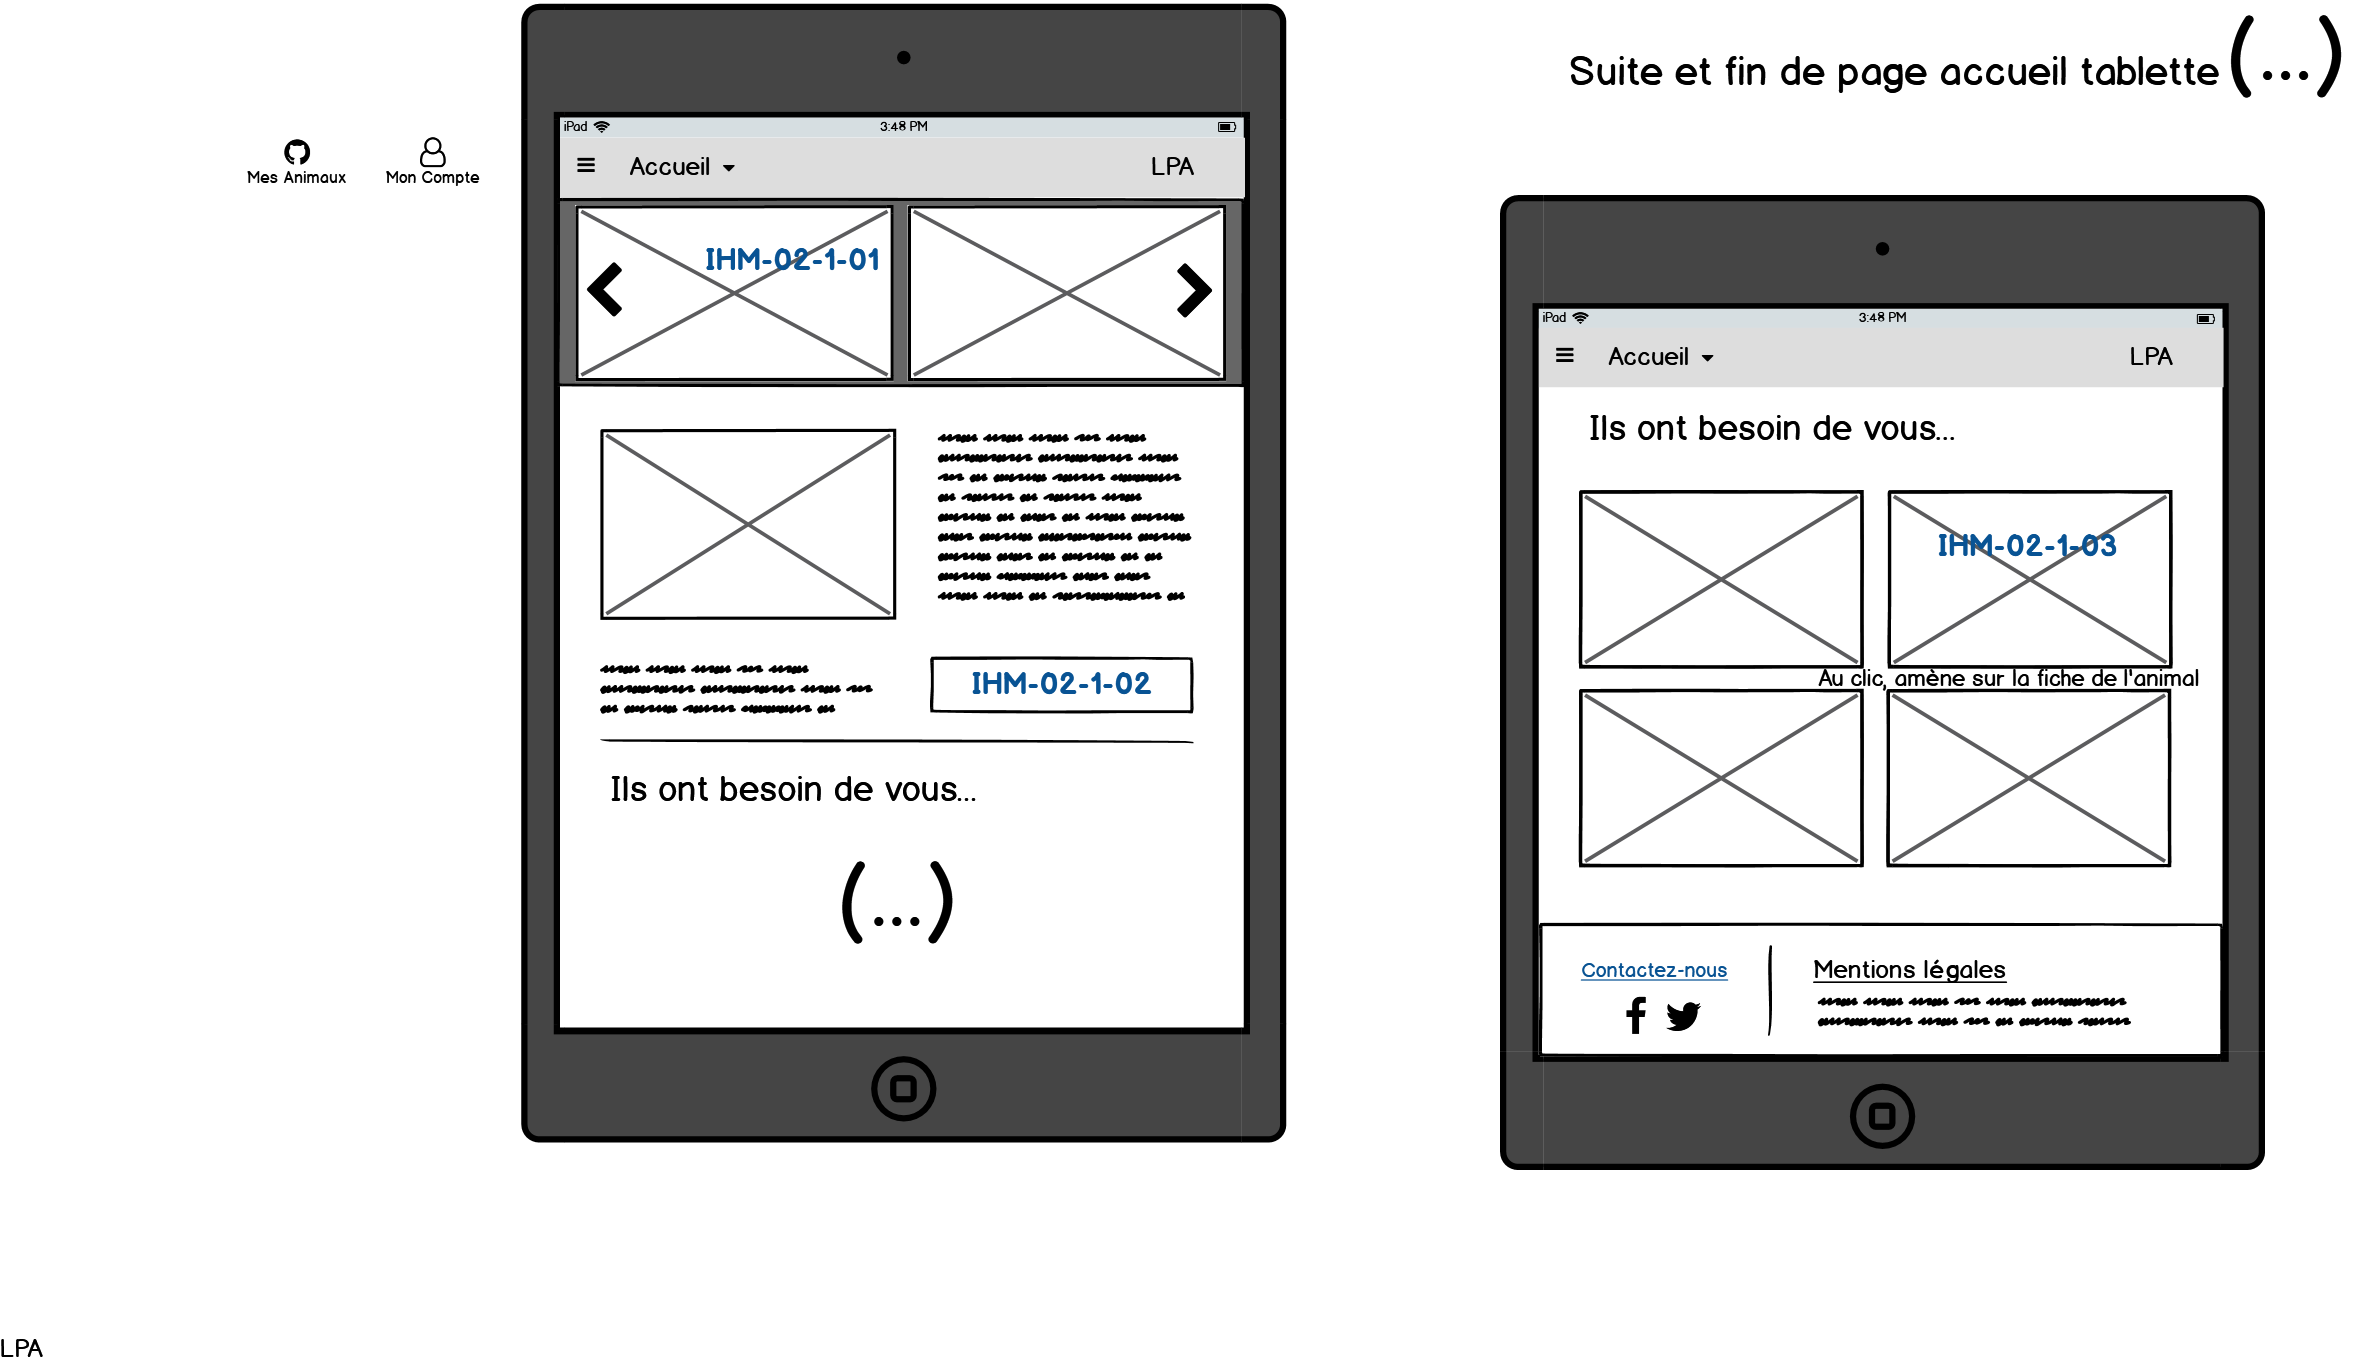 Suite et fin de page accueil tablette (...)
Mes Animaux
Mon Compte
iPad 3:48 PM
Accueil LPA
IHM-02-1-01
IHM-02-1-02
Ils ont besoin de vous...
(...)
iPad 3:48 PM
Accueil LPA
Ils ont besoin de vous...
IHM-02-1-03
Au clic, amène sur la fiche de l'animal
Contactez-nous
Mentions légales
LPA